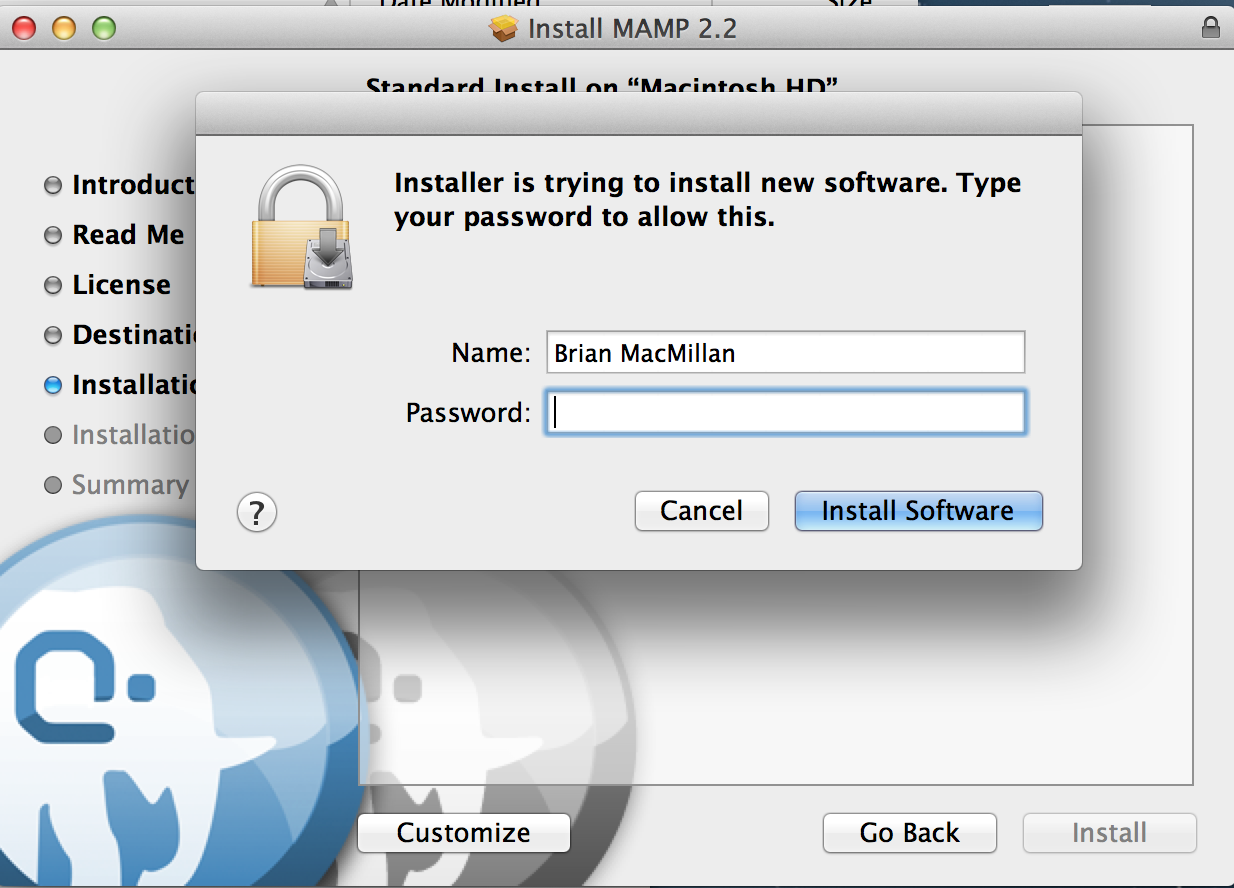 Date Modified Size
Install MAMP 2.2
Standard Install on “Macintosh HD”
Installer is trying to install new software. Type
your password to allow this.
Introduct
Read Me
License
Destinatio
Installatio
Installatio
Summary
Name: Brian MacMillan
Password:
?
Cancel Install Software
Customize Go Back Install